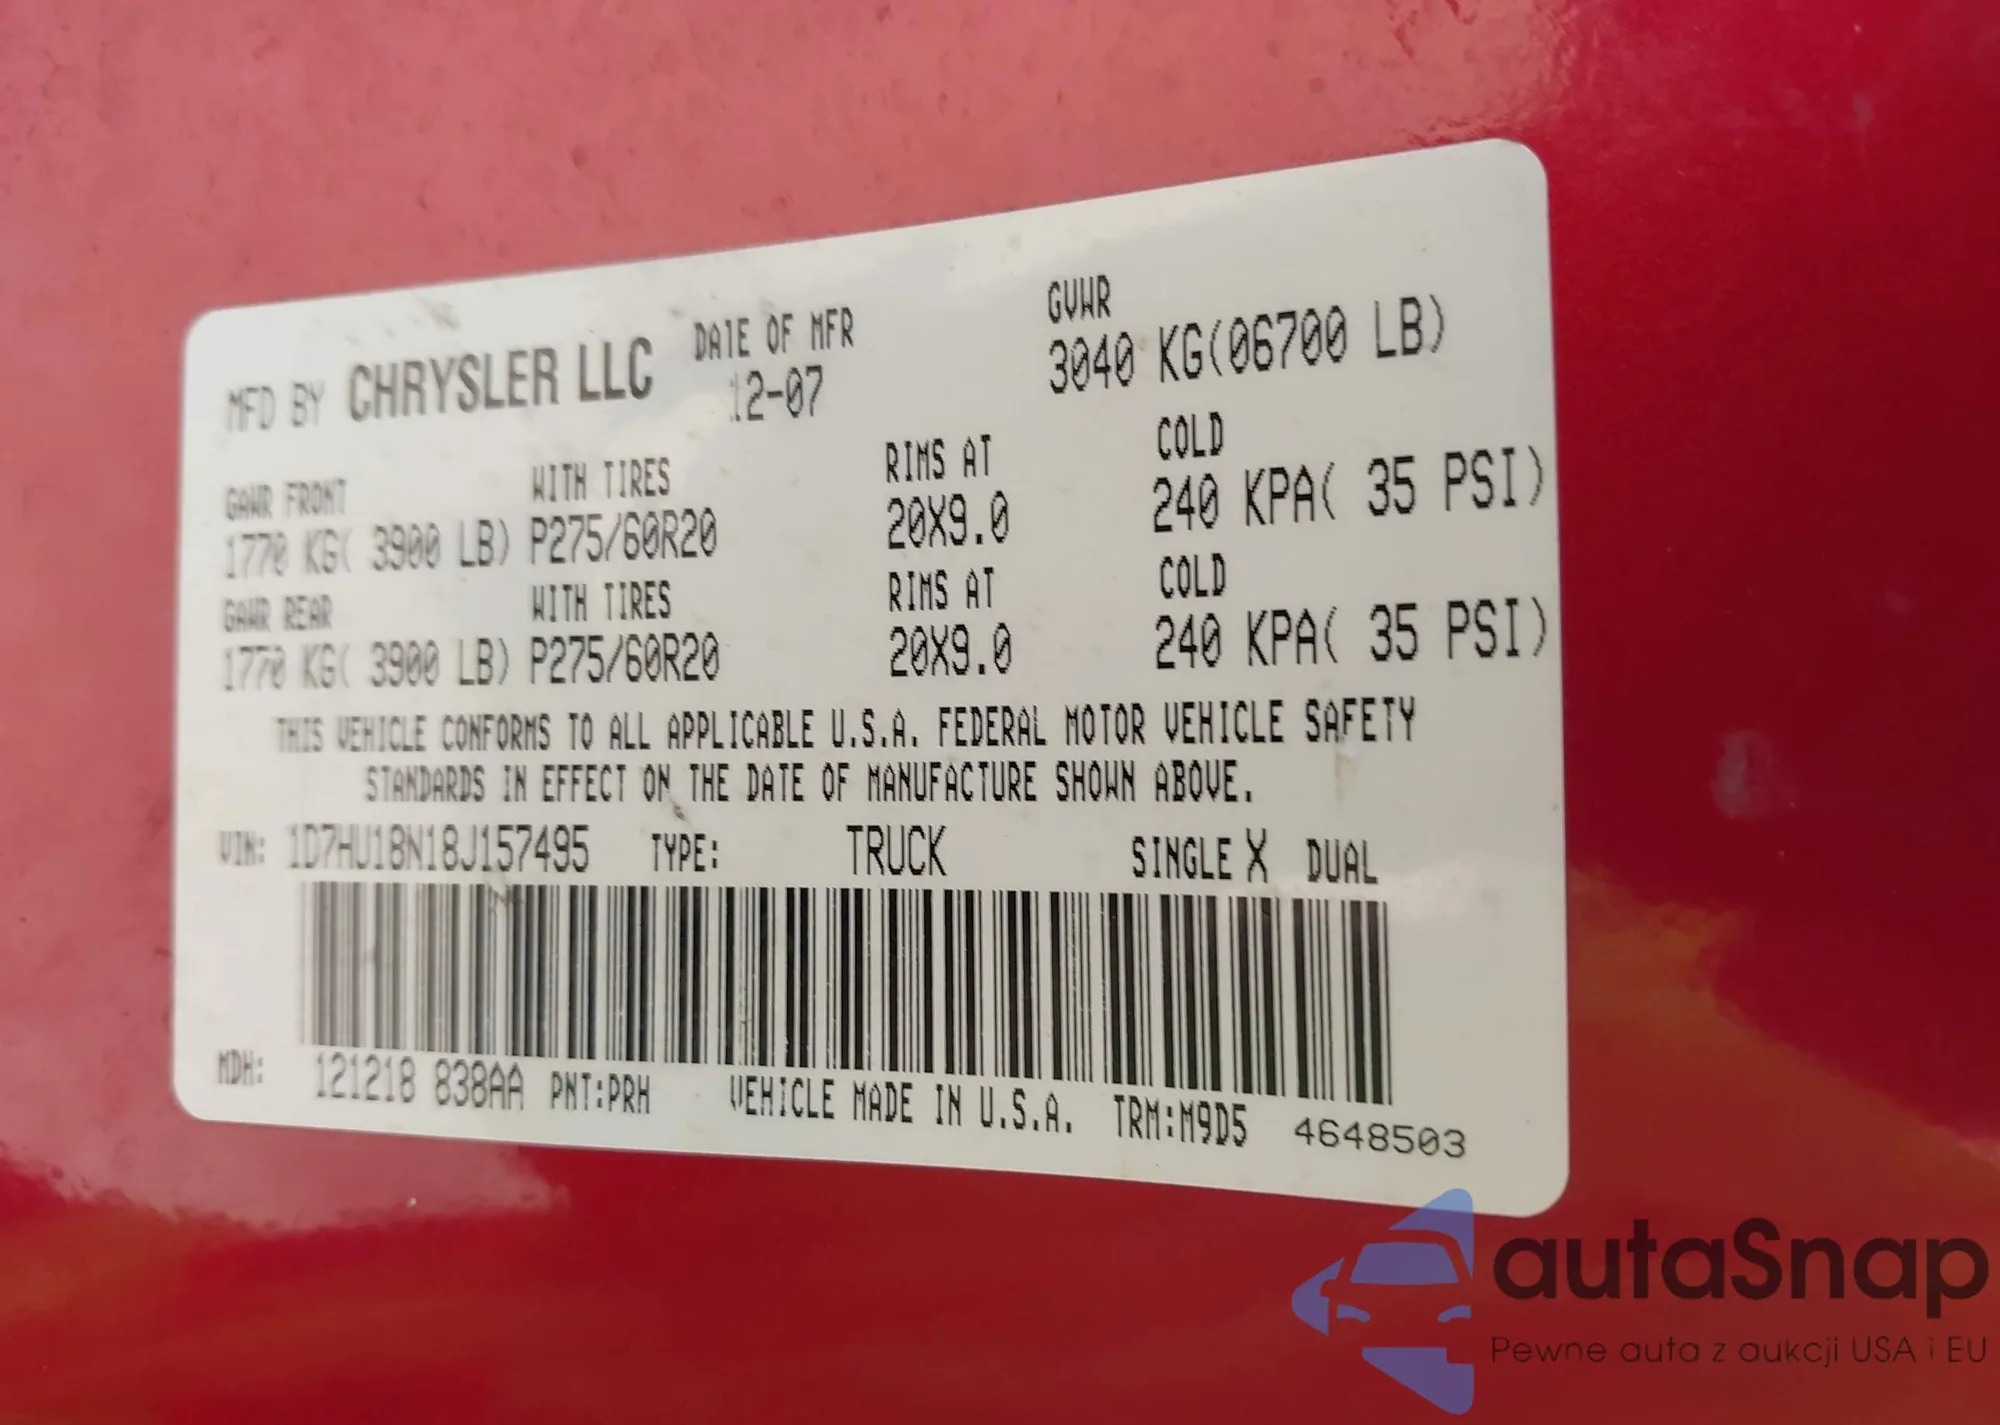 MFD BY CHRYSLER LLC DATE OF MFR GVWR
12-07 3040 KG(06700 LB)
GAWR FRONT WITH TIRES RIMS AT COLD
1770 KG( 3900 LB) P275/60R20 20X9.0 240 KPA( 35 PSI)
GAWR REAR WITH TIRES RIMS AT COLD
1770 KG( 3900 LB) P275/60R20 20X9.0 240 KPA( 35 PSI)
THIS VEHICLE CONFORMS TO ALL APPLICABLE U.S.A. FEDERAL MOTOR VEHICLE SAFETY
STANDARDS IN EFFECT ON THE DATE OF MANUFACTURE SHOWN ABOVE.
VIN: 1D7HU18N18J157495 TYPE: TRUCK SINGLE X DUAL
MDH: 121218 838AA PNT:PRH VEHICLE MADE IN U.S.A. TRM:M9D5 4648503
autaSnap
Pewne auta z aukcji USA i EU